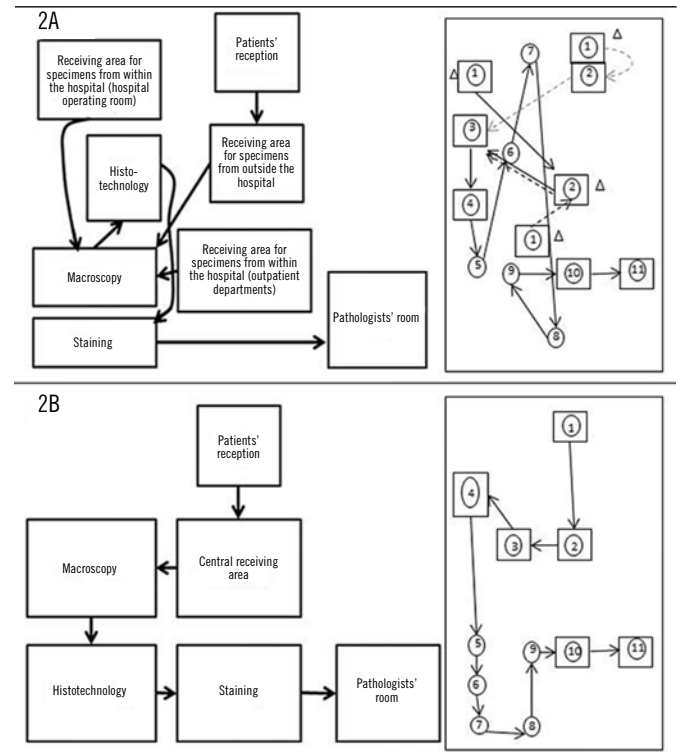 2A
Receiving area for
specimens from within
the hospital (hospital
operating room)
Patients'
reception
Histo-
technology
Receiving area
for specimens
from outside the
hospital
Macroscopy
Receiving area for
specimens from within
the hospital (outpatient
departments)
Staining
Pathologists' room
1
Δ
2
Δ
1
7
3
6
4
2
Δ
1
Δ
5
9
10
11
8
2B
Patients'
reception
Macroscopy
Central receiving
area
Histotechnology
Staining
Pathologists'
room
1
4
3
2
5
6
7
8
9
10
11